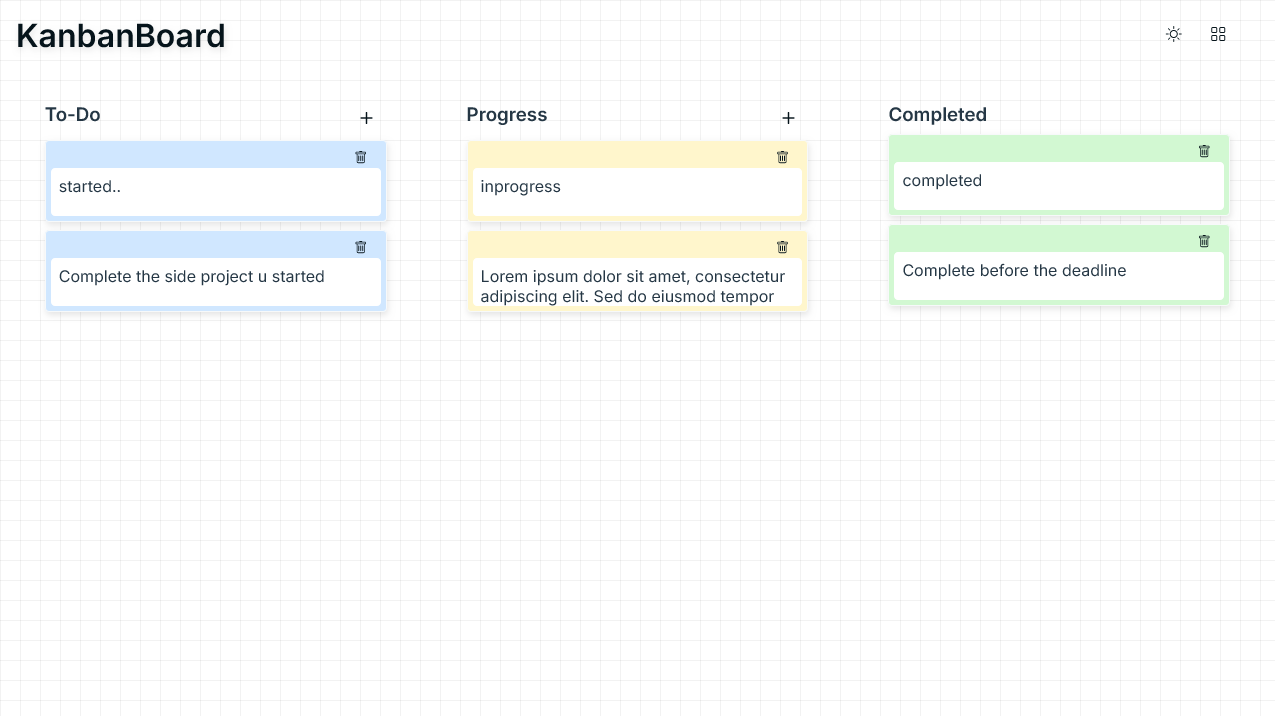 KanbanBoard
To-Do
started..
Complete the side project u started
Progress
inprogress
Lorem ipsum dolor sit amet, consectetur
adipiscing elit. Sed do eiusmod tempor
Completed
completed
Complete before the deadline